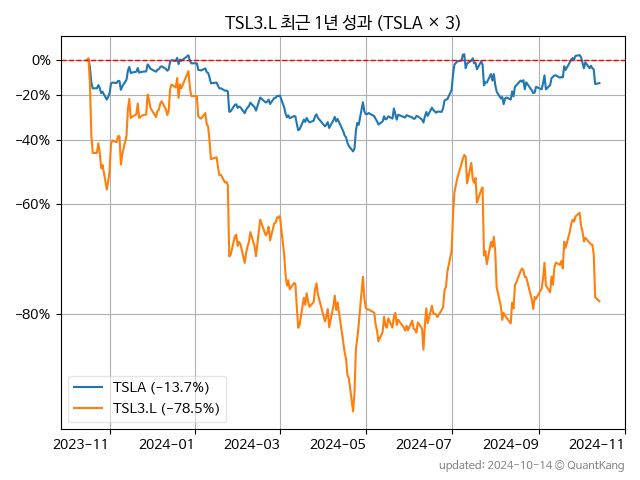 TSL3.L 최근 1년 성과 (TSLA × 3)
0%
−20%
−40%
−60%
−80%
TSLA (−13.7%)
TSL3.L (−78.5%)
2023−11 2024−01 2024−03 2024−05 2024−07 2024−09 2024−11
updated: 2024-10-14 © QuantKang